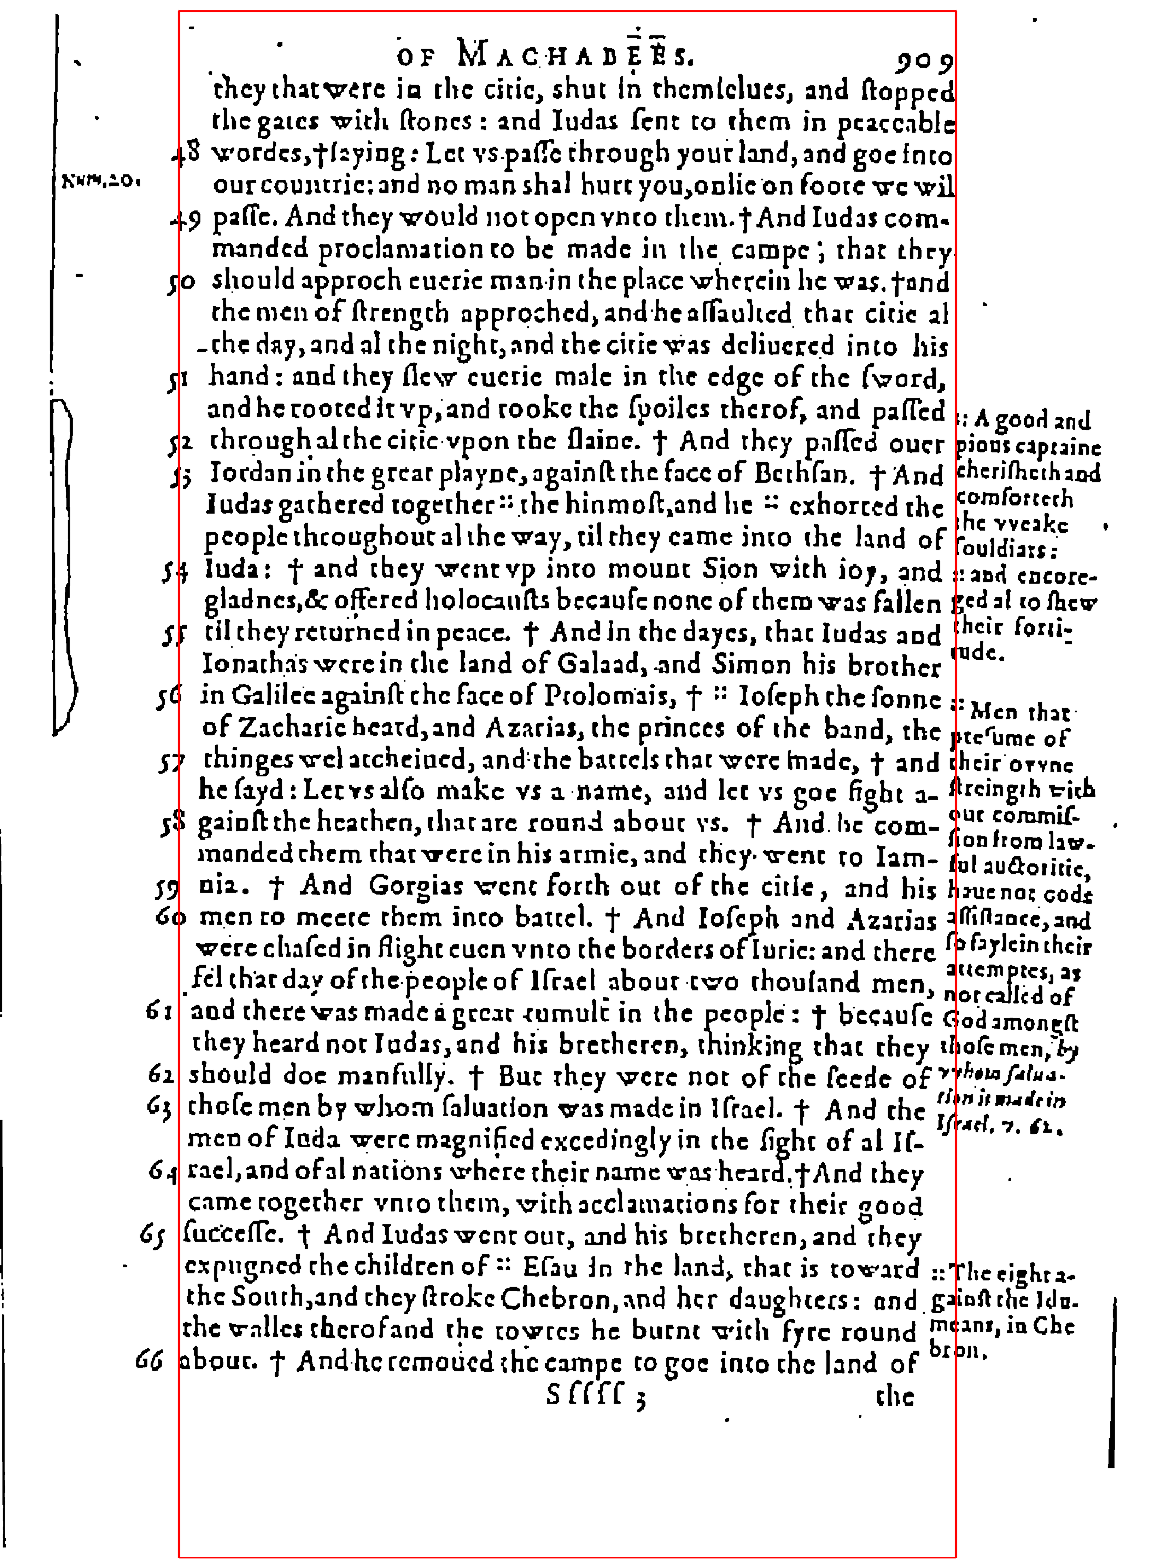 OF MACHABEES. 909
they that were in the citie, shut in themſelues, and ſtopped
the gates with ſtones: and Iudas ſent to them in peaceable
48 wordes, †ſaying: Let vs paſſe through your land, and goe into
Num. 20. our countrie: and no man shal hurt you, onlie on foote we wil
49 paſſe. And they would not open vnto them. † And Iudas com-
manded proclamation to be made in the campe; that they
50 should approch euerie man in the place wherein he was. †and
the men of ſtrength approched, and he aſſaulted that citie al
the day, and al the night, and the citie was deliuered into his
51 hand: and they ſlew euerie male in the edge of the ſword,
and he rooted it vp, and tooke the ſpoiles therof, and paſſed
52 through al the citie vpon the ſlaine. † And they paſſed ouer
53 Iordan in the great playne, againſt the face of Bethſan. † And
Iudas gathered together :: the hinmoſt, and he :: exhorted the
people throughout al the way, til they came into the land of
54 Iuda: † and they went vp into mount Sion with ioy, and
gladnes, & offered holocauſts becauſe none of them was fallen
55 til they returned in peace. † And in the dayes, that Iudas and
Ionathas were in the land of Galaad, and Simon his brother
56 in Galilee againſt the face of Ptolomais, † :: Ioſeph the ſonne
of Zacharie heard, and Azarias, the princes of the band, the
57 thinges wel atcheiued, and the battels that were made, † and
he ſayd: Let vs alſo make vs a name, and let vs goe fight a-
58 gainſt the heathen, that are round about vs. † And he com-
manded them that were in his armie, and they went to Iam-
59 nia. † And Gorgias went forth out of the citie, and his
60 men to meete them into battel. † And Ioſeph and Azarias
were chaſed in flight euen vnto the borders of Iurie: and there
fel that day of the people of Iſrael about two thouſand men,
61 and there was made a great tumult in the people: † becauſe
they heard not Iudas, and his bretheren, thinking that they
62 should doe manfully. † But they were not of the ſeede of
63 thoſe men by whom ſaluation was made in Iſrael. † And the
men of Iuda were magnified excedingly in the ſight of al Iſ-
64 rael, and of al nations where their name was heard. †And they
came together vnto them, with acclamations for their good
65 ſucceſſe. † And Iudas went out, and his bretheren, and they
expugned the children of :: Eſau in the land, that is toward
the South, and they ſtroke Chebron, and her daughters: and
the walles therof and the towres he burnt with fyre round
66 about. † And he remoued the campe to goe into the land of
Sſſſſ 3 the
:: A good and
pious captaine
cheriſheth and
comforteth
the vveake
ſouldiars:
:: and encore-
ged al to ſhew
their forti-
tude.
:: Men that
preſume of
their ovvne
ſtreingth with
out commiſ-
ſion from law-
ful auctoritie,
haue not gods
aſſiſtance, and
ſo fayle in their
attemptes, as
not called of
God amongſt
thoſe men, by
vvhom ſalua-
tion is made in
Iſrael. v. 62.
:: The eight a-
gainſt the Idu-
means, in Che
bron.